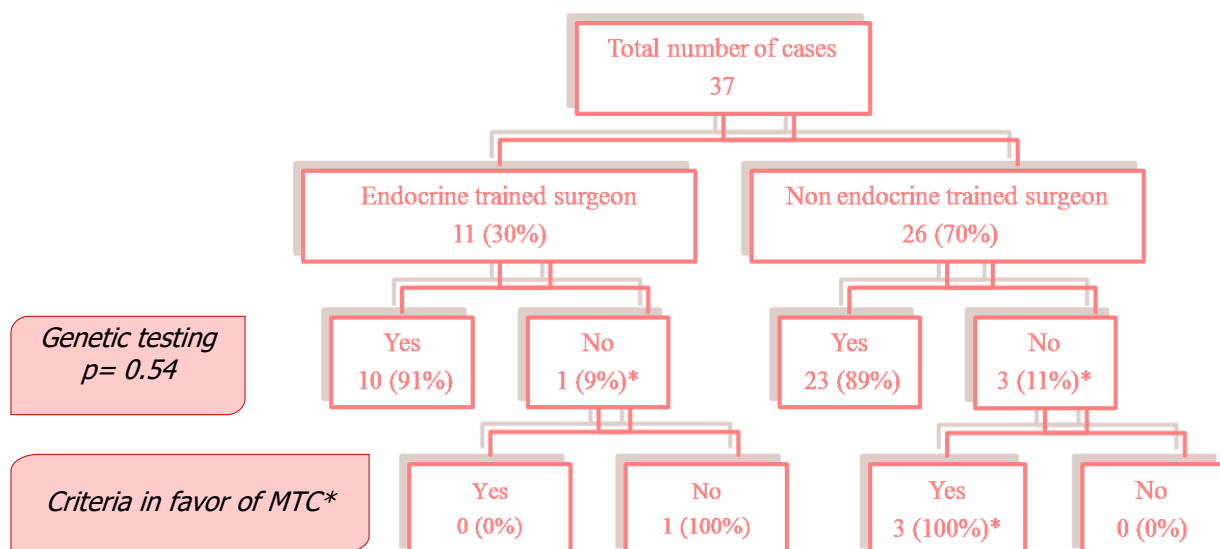 Total number of cases
37
Endocrine trained surgeon
11 (30%)
Non endocrine trained surgeon
26 (70%)
Genetic testing
p= 0.54
Yes
10 (91%)
No
1 (9%)*
Yes
23 (89%)
No
3 (11%)*
Criteria in favor of MTC*
Yes
0 (0%)
No
1 (100%)
Yes
3 (100%)*
No
0 (0%)